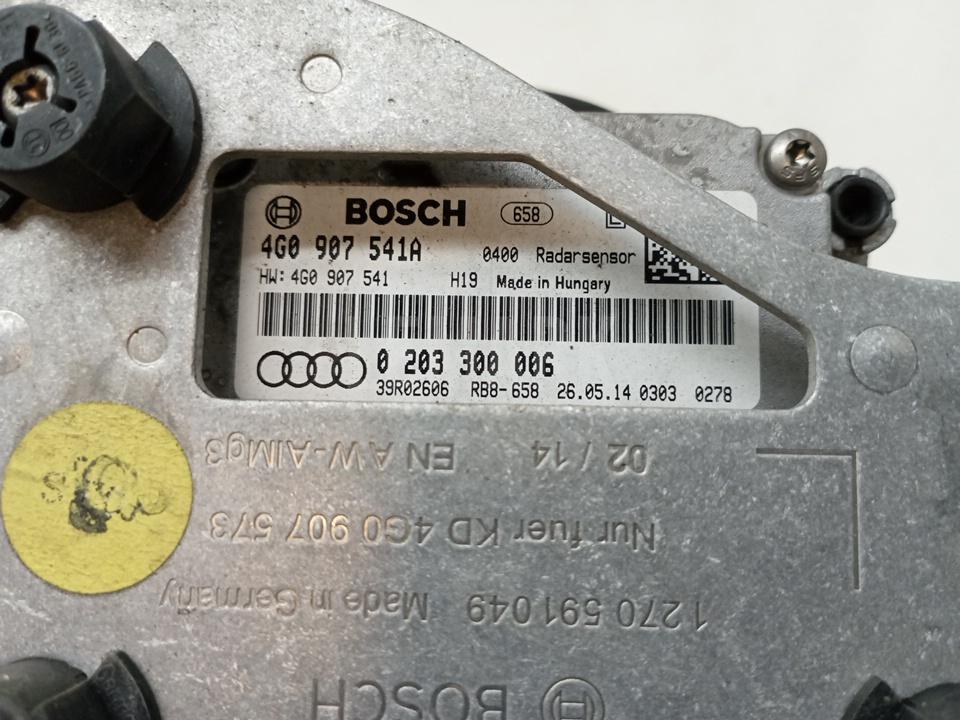 BOSCH 658
4G0 907 541A 0400 Radarsensor
HW: 4G0 907 541 H19 Made in Hungary
0 203 300 006
39R02606 RB8-658 26.05.14 0303 0278
BOSCH
1 270 591 049 Made in Germany
Nur fuer KD 4G0 907 573
02/14 EN AW-AlMg3